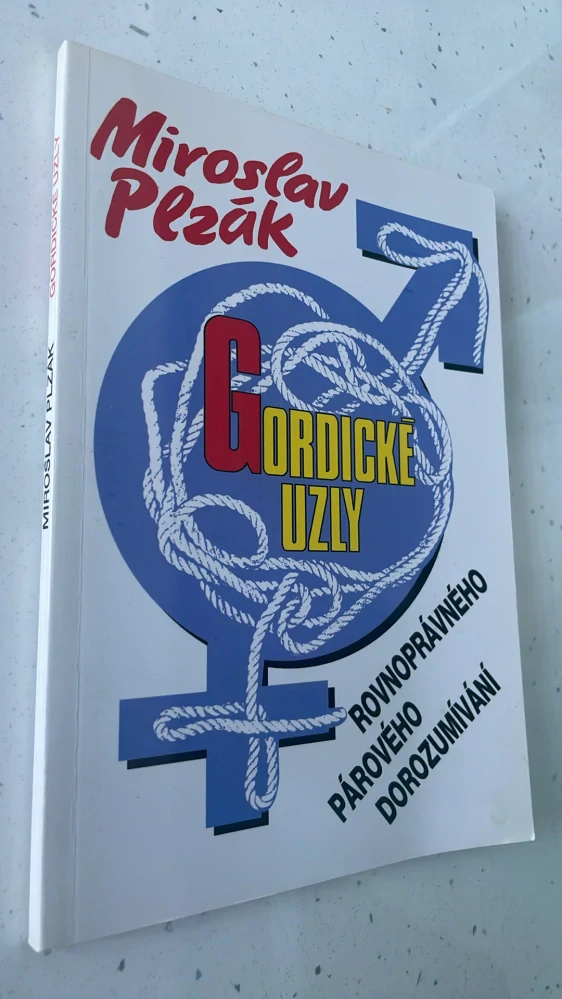 Miroslav
Plzák
GORDICKÉ
UZLY
ROVNOPRÁVNÉHO
PÁROVÉHO
DOROZUMÍVÁNÍ
MIROSLAV PLZÁK GORDICKÉ UZLY